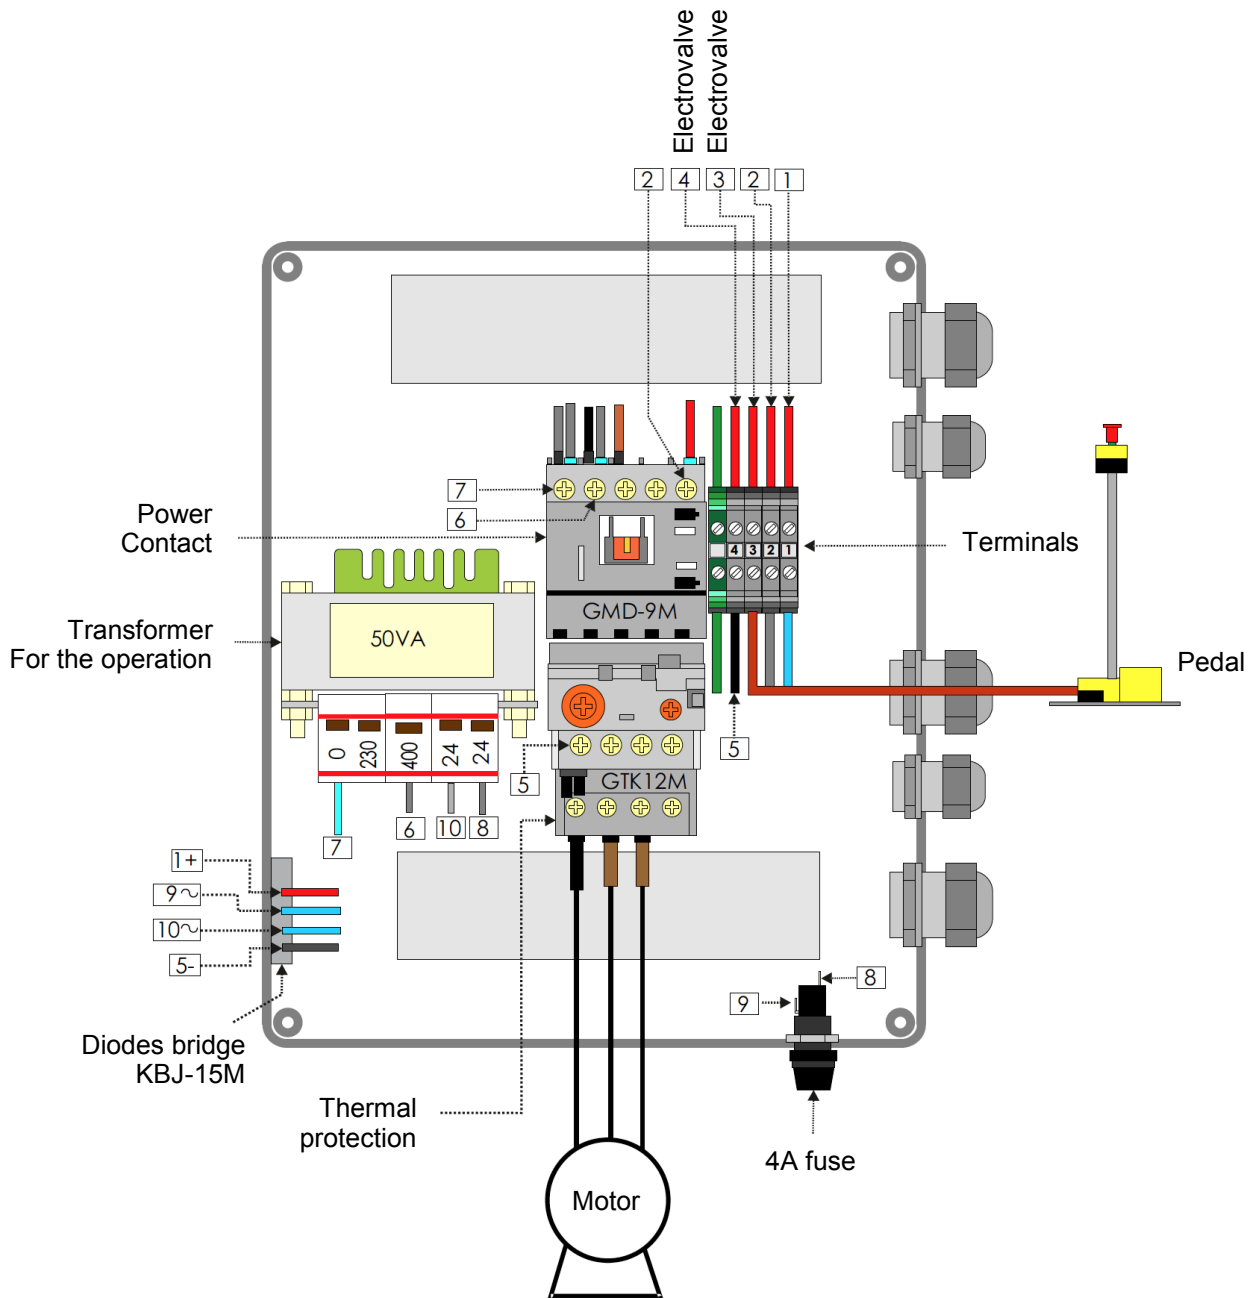 Electrovalve
Electrovalve
2
4
3
2
1
7
6
Power
Contact
4
3
2
1
Terminals
GMD-9M
Transformer
For the operation
50VA
Pedal
0
230
400
24
24
5
5
GTK12M
7
6
10
8
1+
9~
10~
5-
8
9
Diodes bridge
KBJ-15M
Thermal
protection
4A fuse
Motor